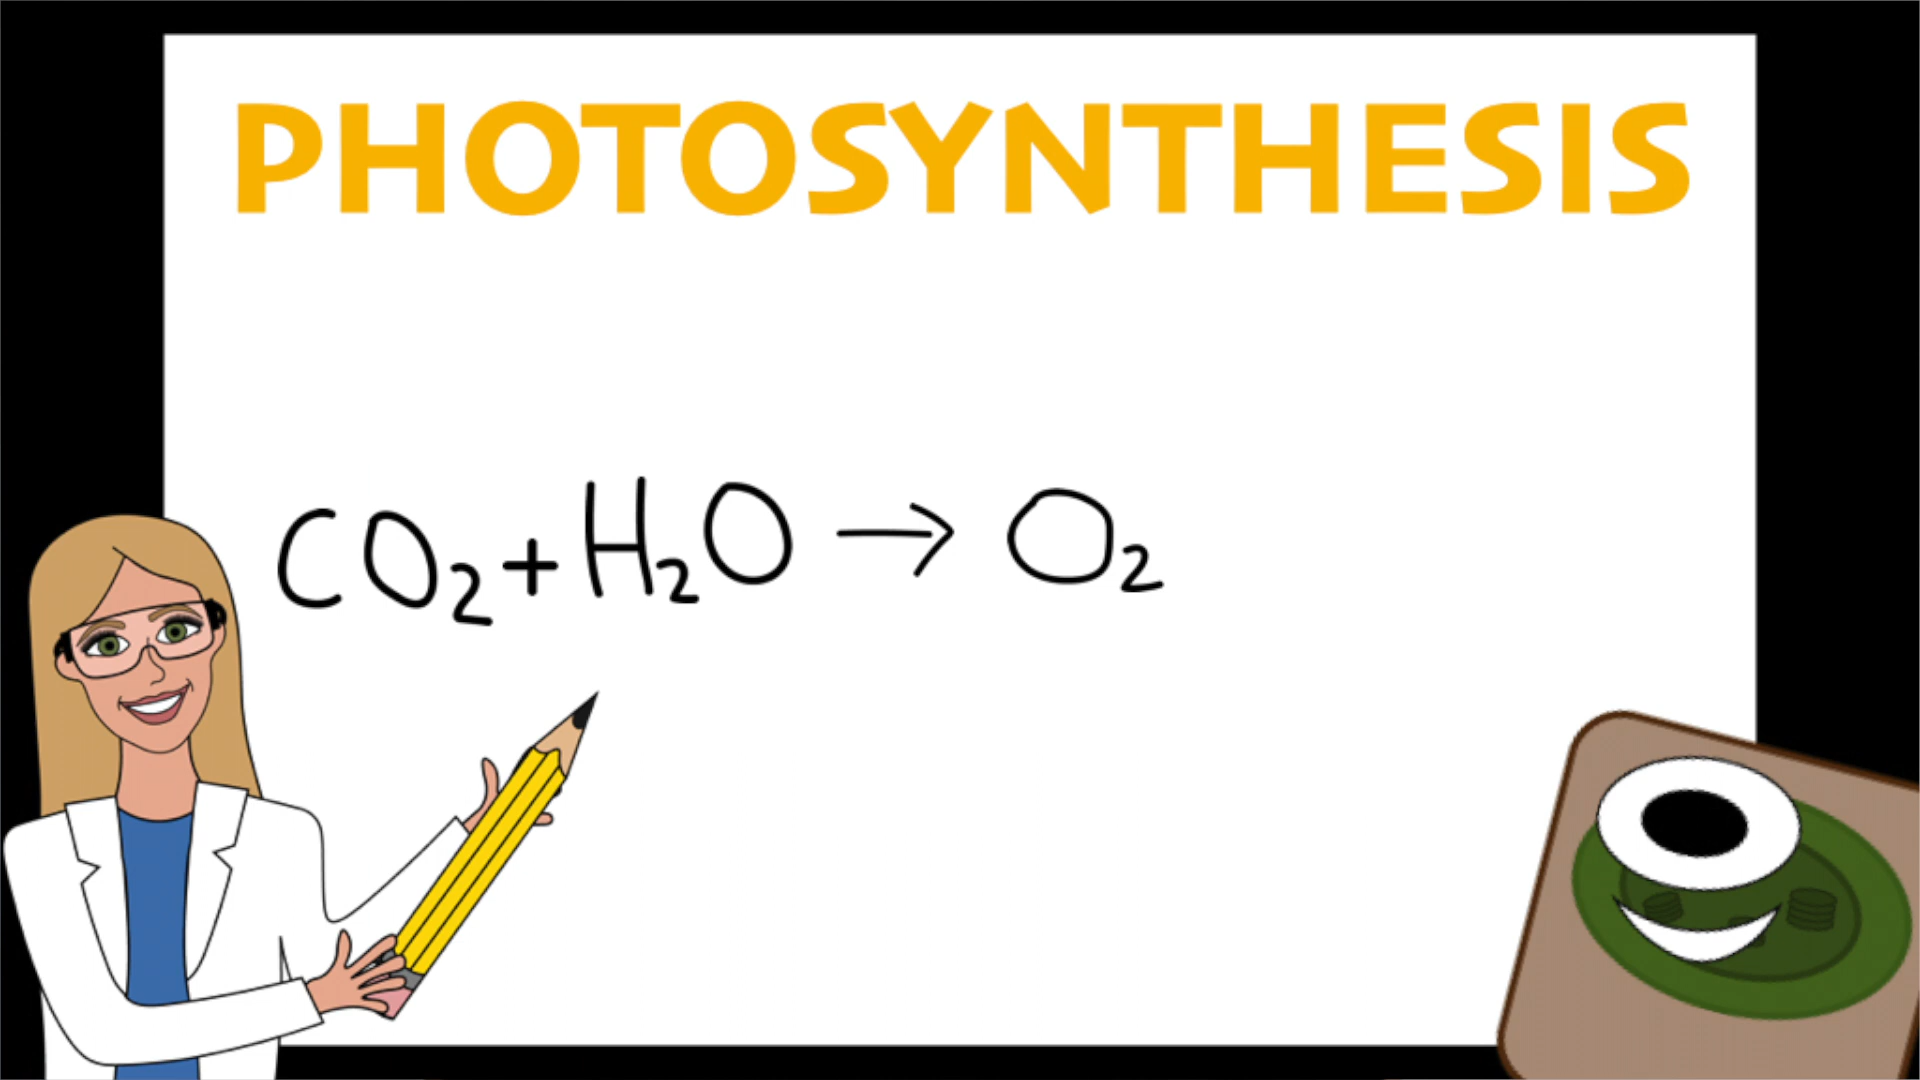 PHOTOSYNTHESIS
CO₂+H₂O → O₂